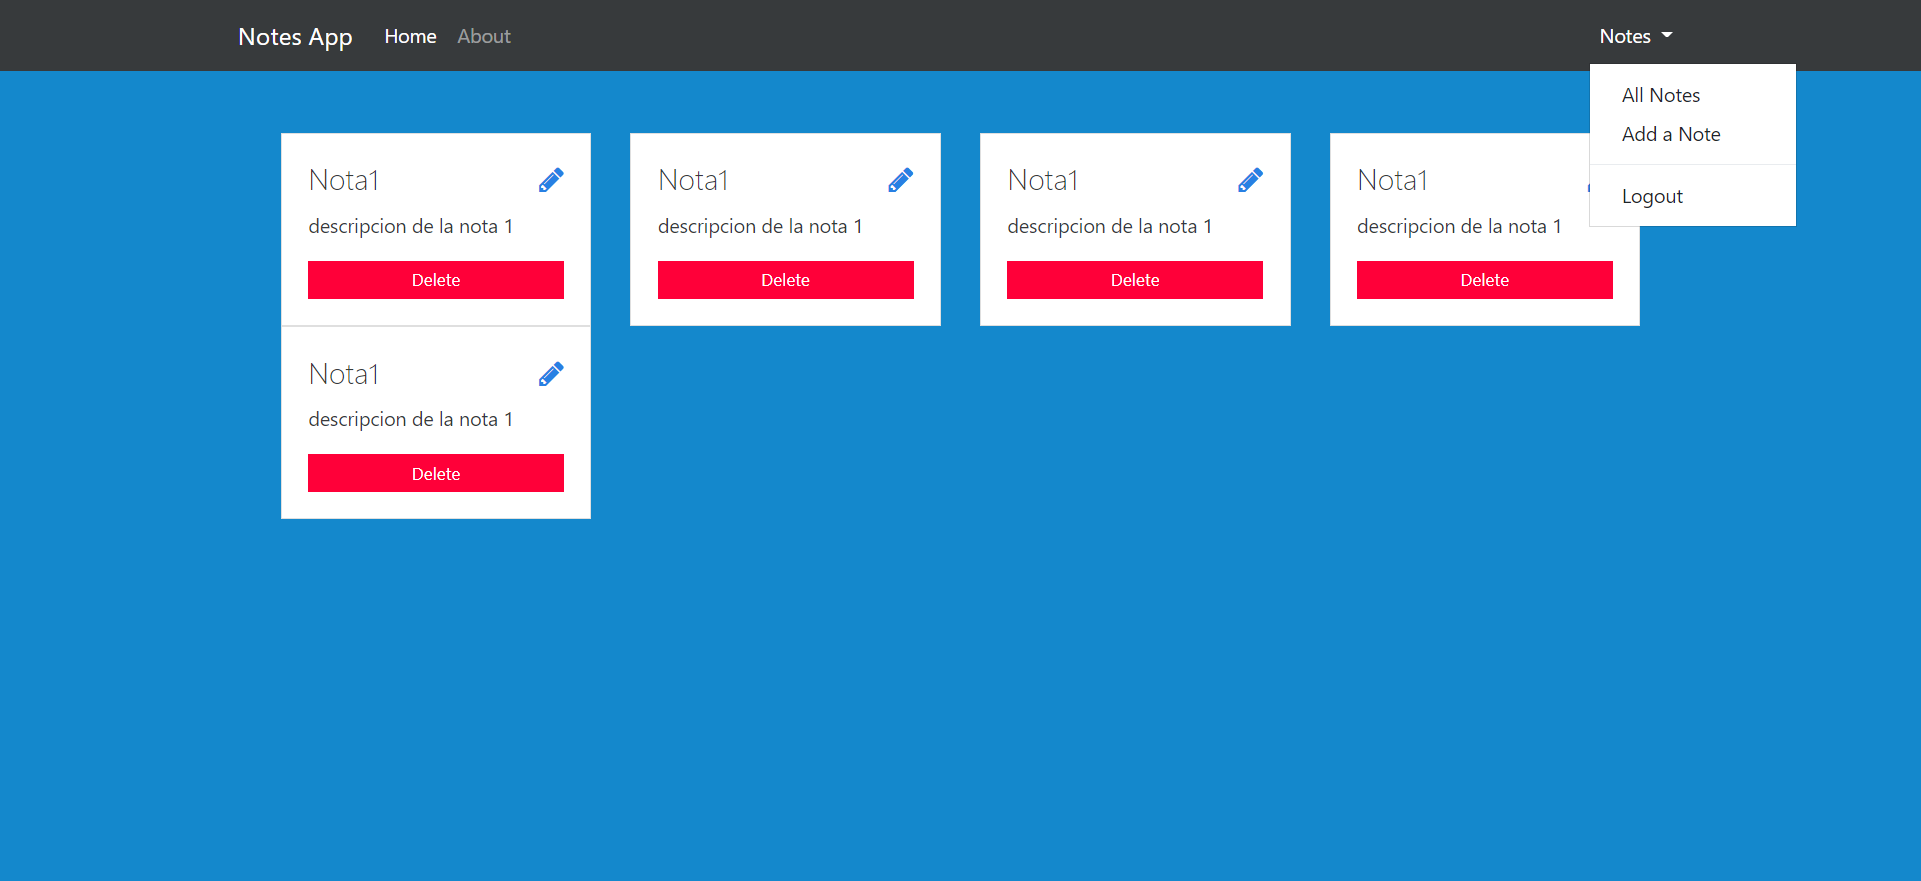 Notes App Home About Notes
All Notes
Add a Note
Logout
Nota1
descripcion de la nota 1
Delete
Nota1
descripcion de la nota 1
Delete
Nota1
descripcion de la nota 1
Delete
Nota1
descripcion de la nota 1
Delete
Nota1
descripcion de la nota 1
Delete